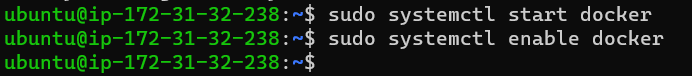 ubuntu@ip-172-31-32-238:~$ sudo systemctl start docker
ubuntu@ip-172-31-32-238:~$ sudo systemctl enable docker
ubuntu@ip-172-31-32-238:~$